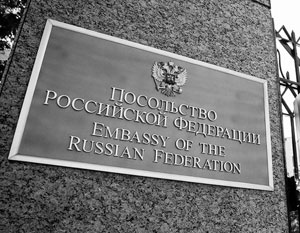 ПОСОЛЬСТВО
РОССИЙСКОЙ ФЕДЕРАЦИИ
EMBASSY OF THE
RUSSIAN FEDERATION